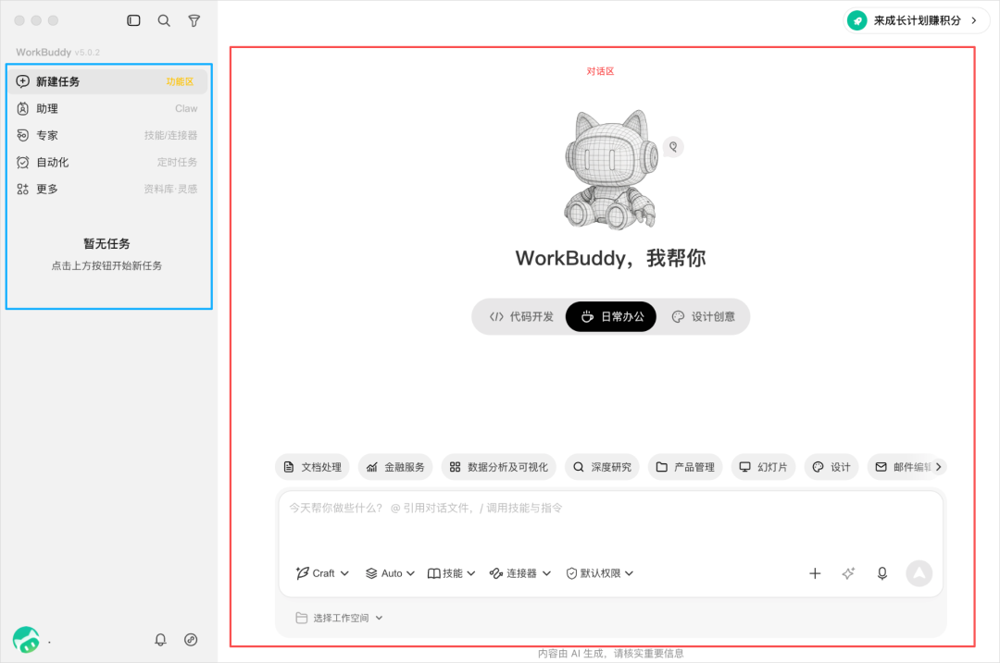 来成长计划赚积分
WorkBuddy v5.0.2
新建任务 功能区
助理 Claw
专家 技能/连接器
自动化 定时任务
更多 资料库·灵感
暂无任务
点击上方按钮开始新任务
对话区
WorkBuddy，我帮你
代码开发 日常办公 设计创意
文档处理 金融服务 数据分析及可视化 深度研究 产品管理 幻灯片 设计 邮件编辑
今天帮你做些什么？ @ 引用对话文件，/ 调用技能与指令
Craft Auto 技能 连接器 默认权限
选择工作空间
内容由 AI 生成，请核实重要信息